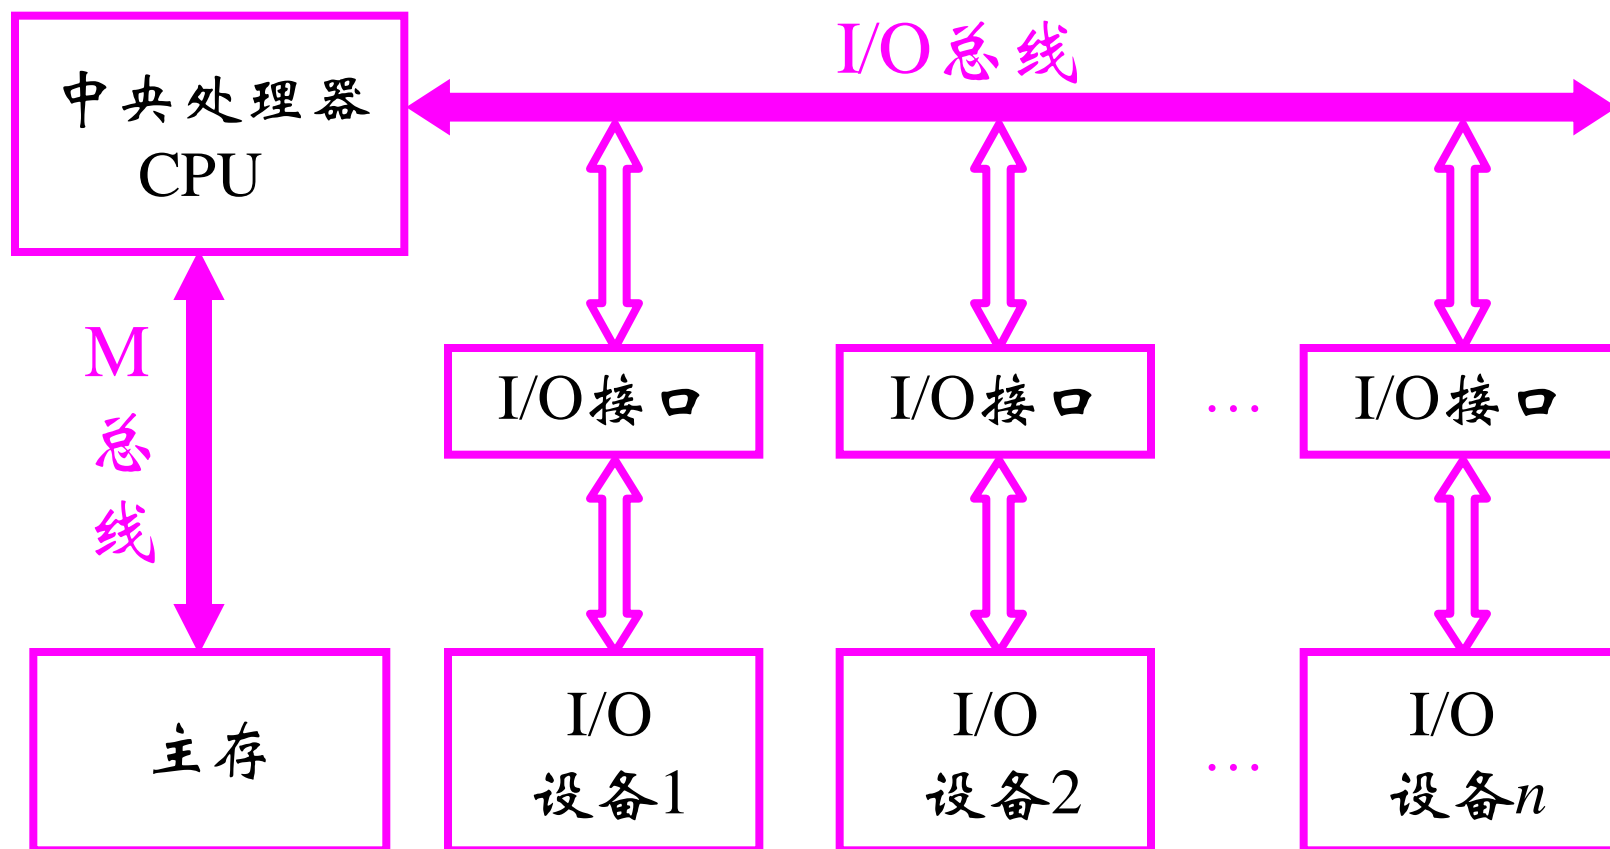 中央处理器
CPU
I/O总线
M
总
线
I/O接口
I/O接口
…
I/O接口
主存
I/O
设备1
I/O
设备2
…
I/O
设备n